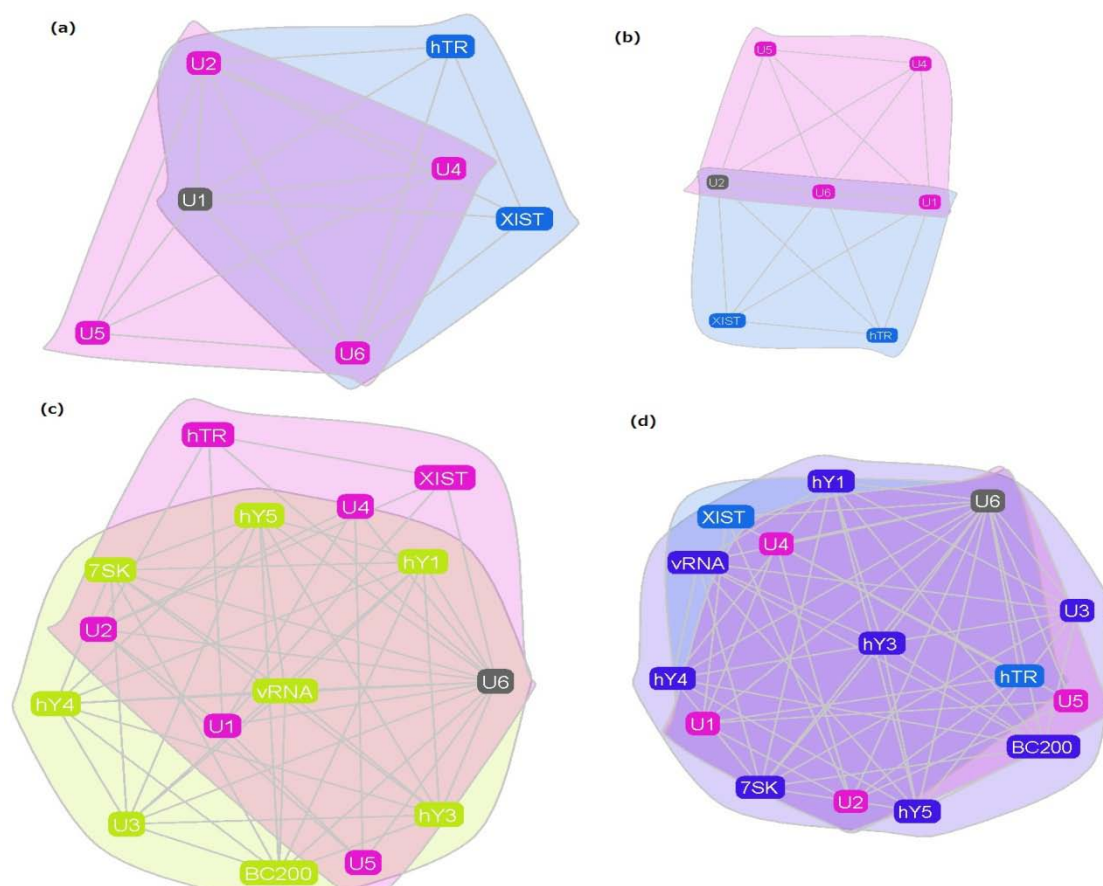 (a)
hTR
U2
U4
U1
XIST
U5
U6
(b)
U5
U4
U2
U6
U1
XIST
hTR
(c)
hTR
XIST
U4
hY5
hY1
7SK
U2
U6
vRNA
hY4
U1
hY3
U3
U5
BC200
(d)
hY1
U6
XIST
U4
vRNA
U3
hY3
hY4
hTR
U5
U1
BC200
7SK
U2
hY5